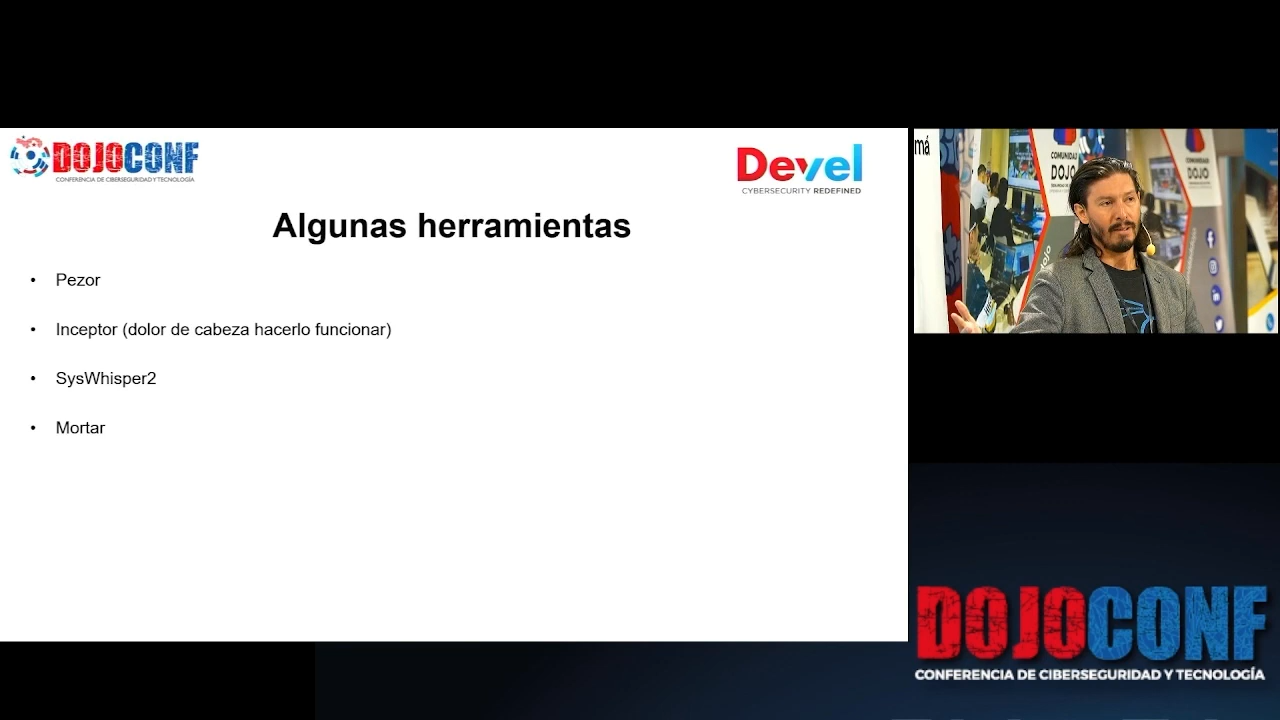 DOJOCONF
CONFERENCIA DE CIBERSEGURIDAD Y TECNOLOGÍA
Devel
CYBERSECURITY REDEFINED
Algunas herramientas
• Pezor
• Inceptor (dolor de cabeza hacerlo funcionar)
• SysWhisper2
• Mortar
má
COMUNIDAD
DOJO
COMUNIDAD
DOJO
DOJOCONF
CONFERENCIA DE CIBERSEGURIDAD Y TECNOLOGÍA